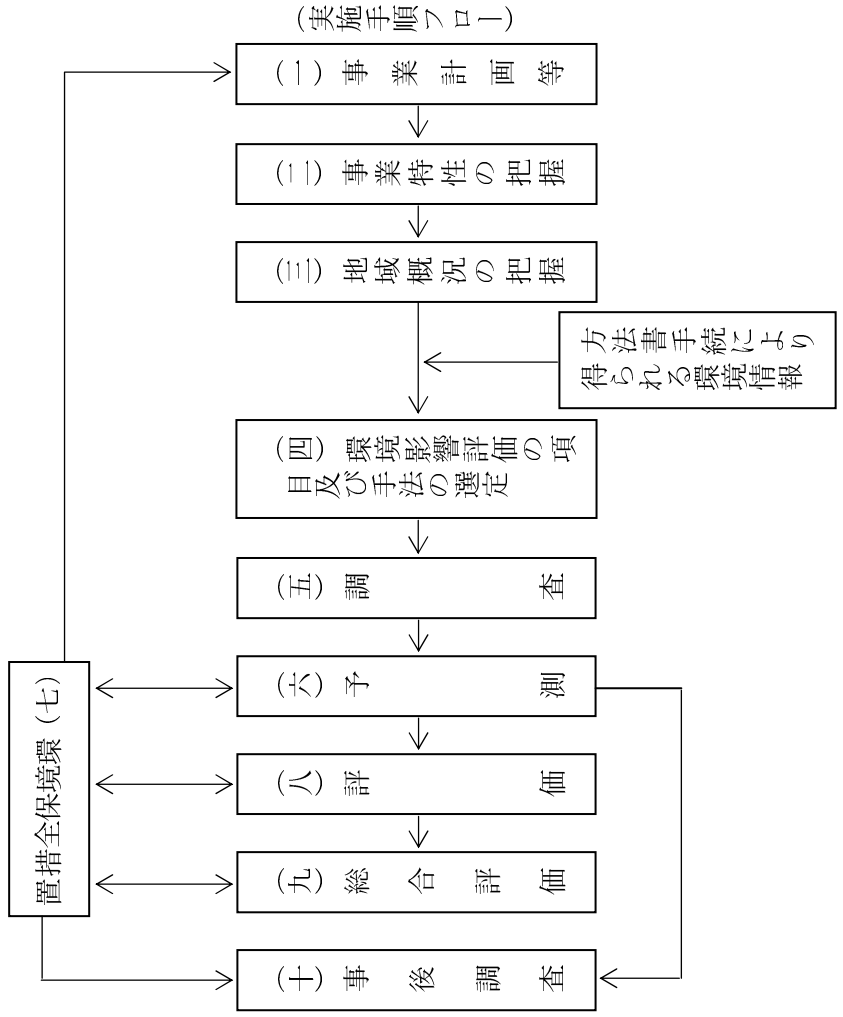 （実施手順フロー）
（一）事業計画等
（二）事業特性の把握
（三）地域概況の把握
方法書手続により
得られる環境情報
（四）環境影響評価の項
目及び手法の選定
（五）調査
（六）予測
置措全保境環（七）
（八）評価
（九）総合評価
（十）事後調査